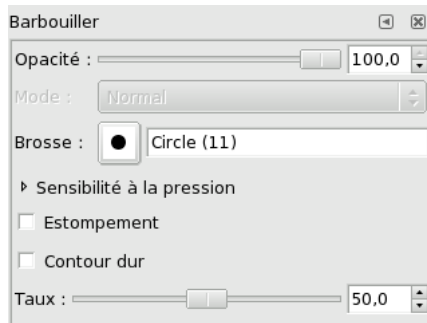 Barbouiller
Opacité : 100,0
Mode : Normal
Brosse : Circle (11)
Sensibilité à la pression
Estompement
Contour dur
Taux : 50,0